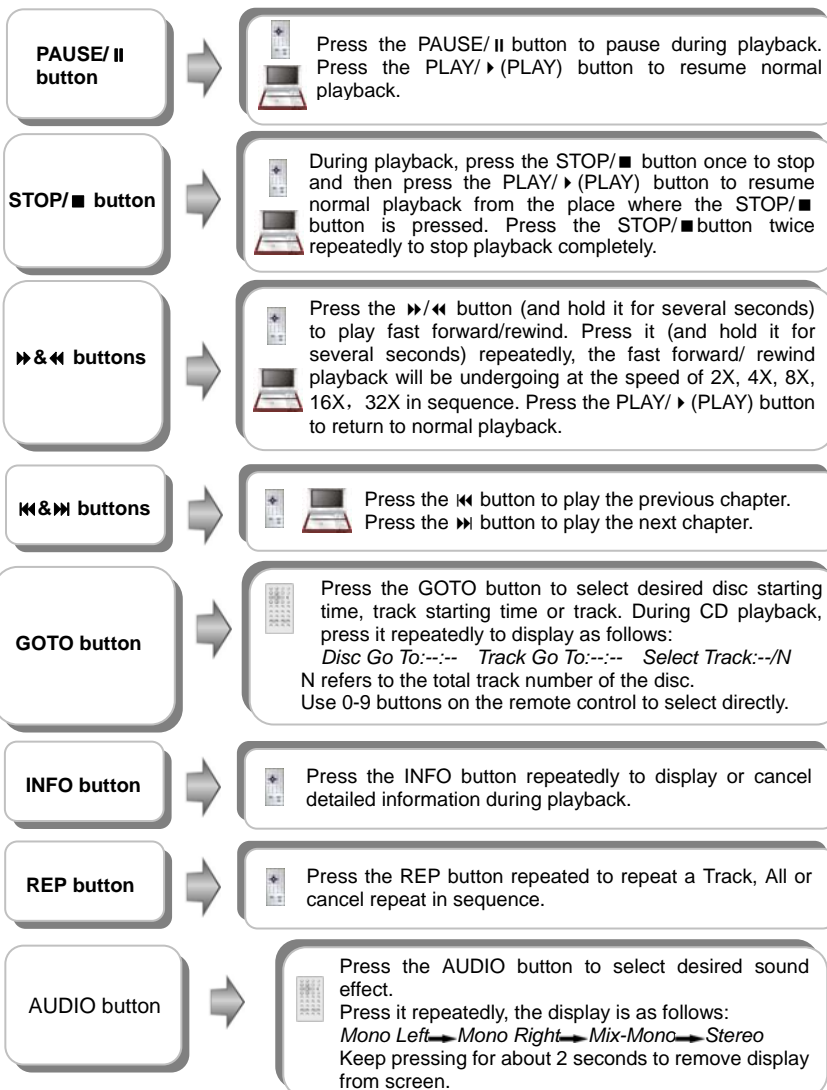 PAUSE/⏸
button
Press the PAUSE/⏸ button to pause during playback.
Press the PLAY/▶(PLAY) button to resume normal
playback.
STOP/■ button
During playback, press the STOP/■ button once to stop
and then press the PLAY/▶(PLAY) button to resume
normal playback from the place where the STOP/■
button is pressed. Press the STOP/■button twice
repeatedly to stop playback completely.
⏩&⏪ buttons
Press the ⏩/⏪ button (and hold it for several seconds)
to play fast forward/rewind. Press it (and hold it for
several seconds) repeatedly, the fast forward/ rewind
playback will be undergoing at the speed of 2X, 4X, 8X,
16X，32X in sequence. Press the PLAY/▶(PLAY) button
to return to normal playback.
⏮&⏭ buttons
Press the ⏮ button to play the previous chapter.
Press the ⏭ button to play the next chapter.
GOTO button
Press the GOTO button to select desired disc starting
time, track starting time or track. During CD playback,
press it repeatedly to display as follows:
Disc Go To:--:-- Track Go To:--:-- Select Track:--/N
N refers to the total track number of the disc.
Use 0-9 buttons on the remote control to select directly.
INFO button
Press the INFO button repeatedly to display or cancel
detailed information during playback.
REP button
Press the REP button repeated to repeat a Track, All or
cancel repeat in sequence.
AUDIO button
Press the AUDIO button to select desired sound
effect.
Press it repeatedly, the display is as follows:
Mono Left→Mono Right→Mix-Mono→Stereo
Keep pressing for about 2 seconds to remove display
from screen.